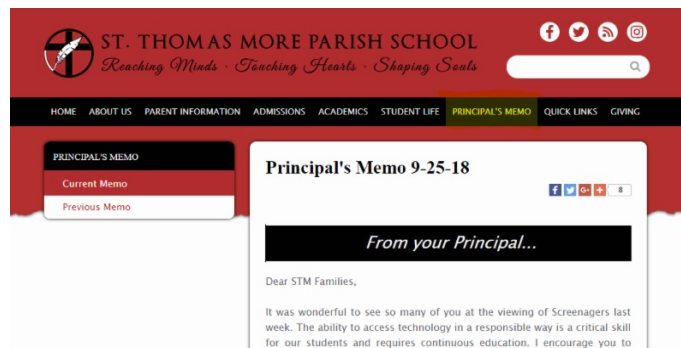 ST. THOMAS MORE PARISH SCHOOL
Reaching Minds · Touching Hearts · Shaping Souls
HOME ABOUT US PARENT INFORMATION ADMISSIONS ACADEMICS STUDENT LIFE PRINCIPAL'S MEMO QUICK LINKS GIVING
PRINCIPAL'S MEMO
Current Memo
Previous Memo
Principal's Memo 9-25-18
8
From your Principal...
Dear STM Families,
It was wonderful to see so many of you at the viewing of Screenagers last
week. The ability to access technology in a responsible way is a critical skill
for our students and requires continuous education. I encourage you to